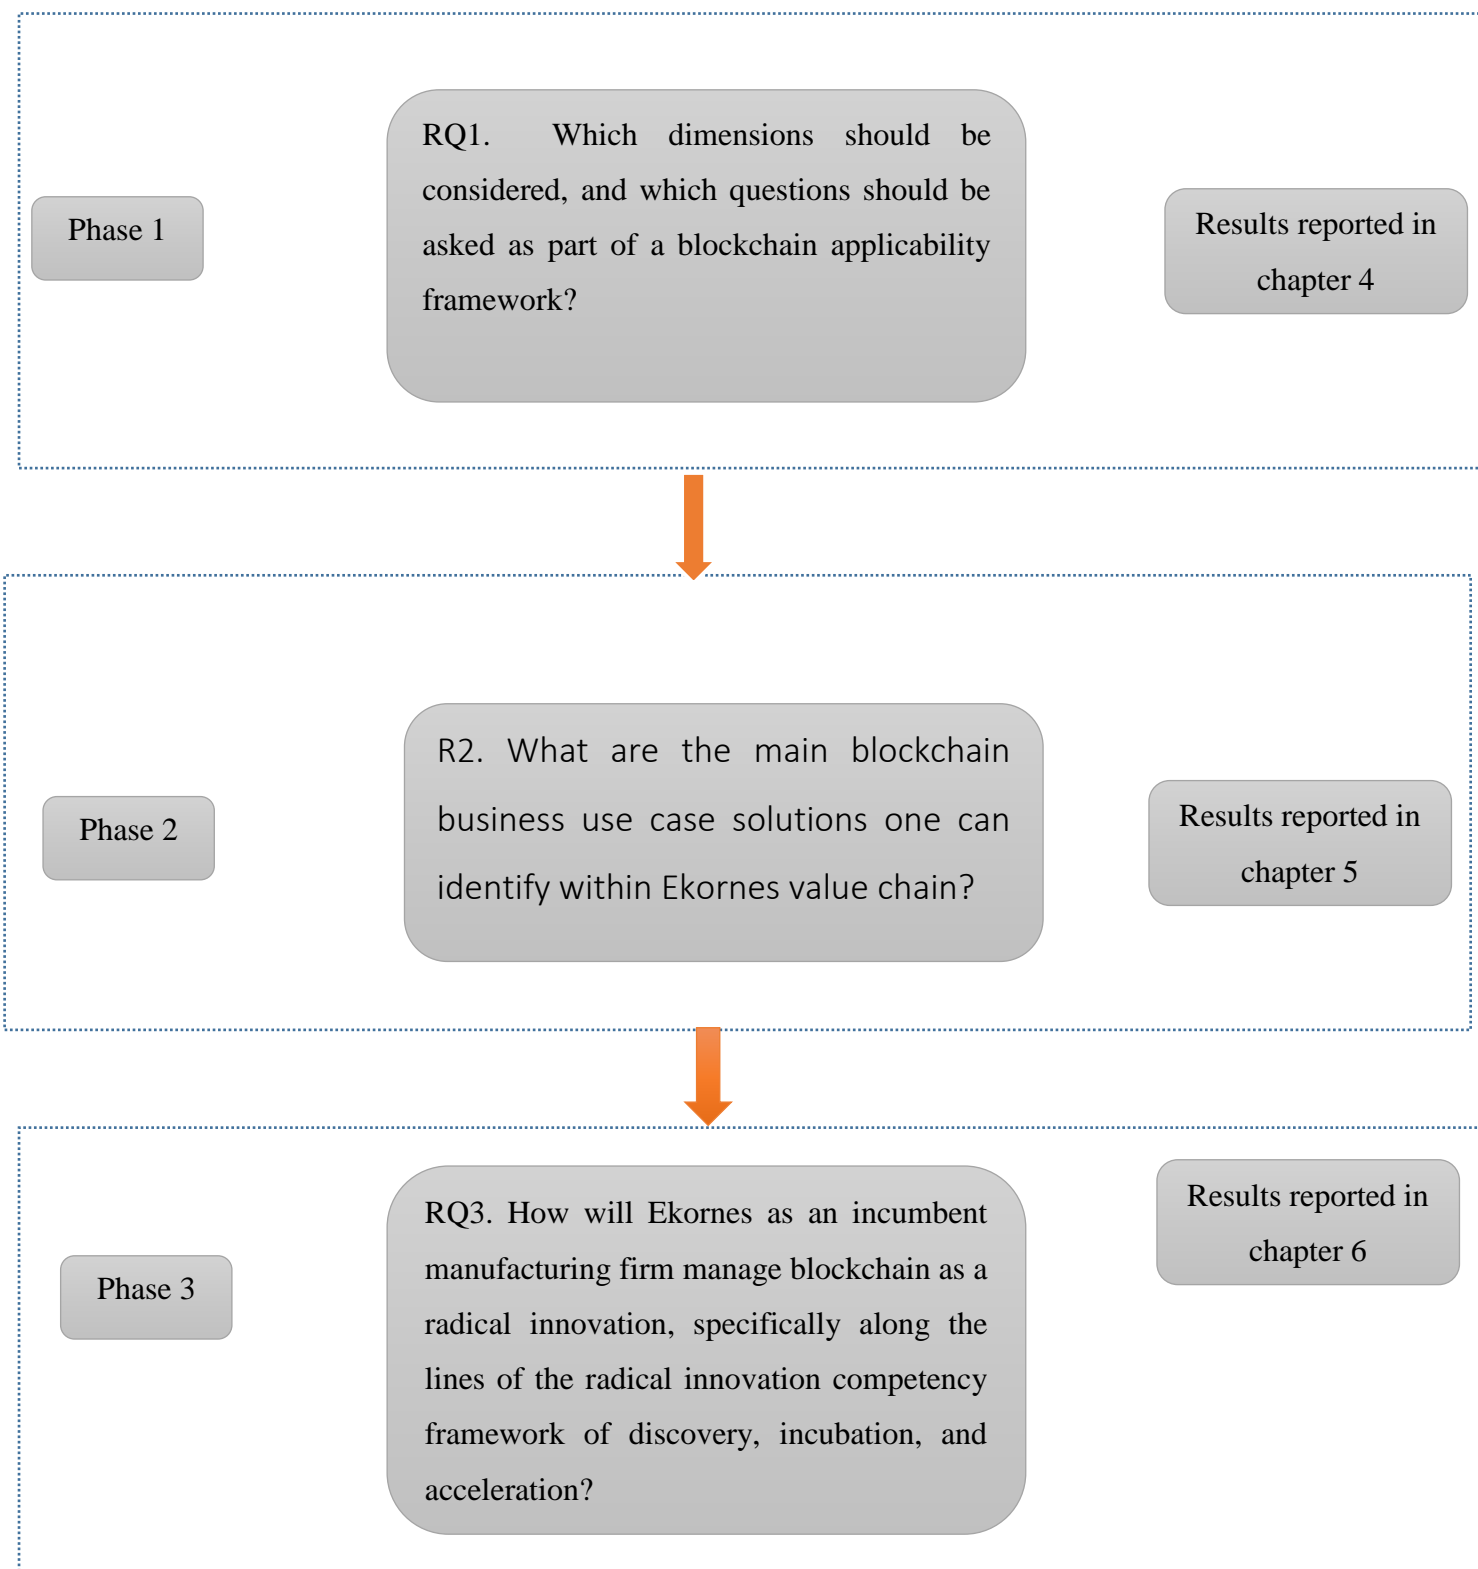 Phase 1
RQ1. Which dimensions should be
considered, and which questions should be
asked as part of a blockchain applicability
framework?
Results reported in
chapter 4
Phase 2
R2. What are the main blockchain
business use case solutions one can
identify within Ekornes value chain?
Results reported in
chapter 5
Phase 3
RQ3. How will Ekornes as an incumbent
manufacturing firm manage blockchain as a
radical innovation, specifically along the
lines of the radical innovation competency
framework of discovery, incubation, and
acceleration?
Results reported in
chapter 6